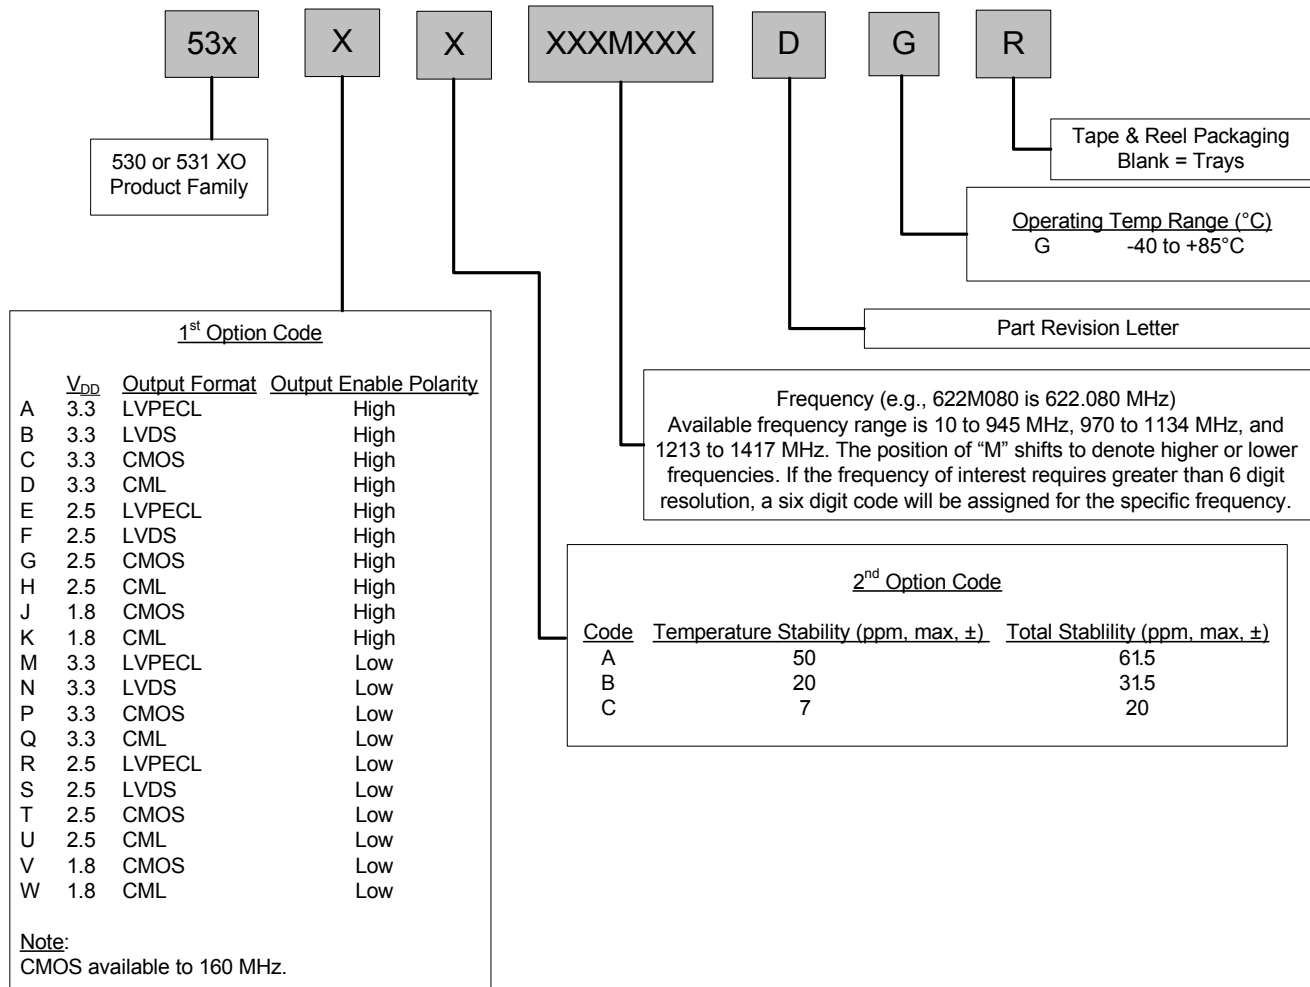 53x X X XXXMXXX D G R
530 or 531 XO
Product Family
Tape & Reel Packaging
Blank = Trays
Operating Temp Range (°C)
G -40 to +85°C
Part Revision Letter
Frequency (e.g., 622M080 is 622.080 MHz)
Available frequency range is 10 to 945 MHz, 970 to 1134 MHz, and
1213 to 1417 MHz. The position of “M” shifts to denote higher or lower
frequencies. If the frequency of interest requires greater than 6 digit
resolution, a six digit code will be assigned for the specific frequency.
1st Option Code
VDD Output Format Output Enable Polarity
A 3.3 LVPECL High
B 3.3 LVDS High
C 3.3 CMOS High
D 3.3 CML High
E 2.5 LVPECL High
F 2.5 LVDS High
G 2.5 CMOS High
H 2.5 CML High
J 1.8 CMOS High
K 1.8 CML High
M 3.3 LVPECL Low
N 3.3 LVDS Low
P 3.3 CMOS Low
Q 3.3 CML Low
R 2.5 LVPECL Low
S 2.5 LVDS Low
T 2.5 CMOS Low
U 2.5 CML Low
V 1.8 CMOS Low
W 1.8 CML Low
Note:
CMOS available to 160 MHz.
2nd Option Code
Code Temperature Stability (ppm, max, ±) Total Stablility (ppm, max, ±)
A 50 61.5
B 20 31.5
C 7 20